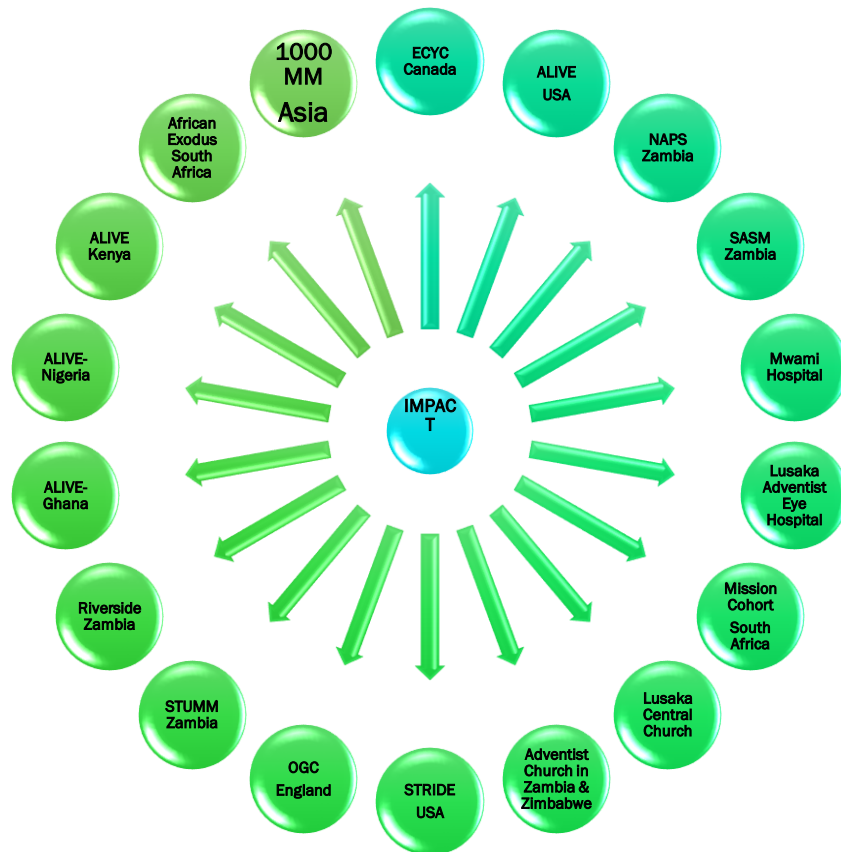 ECYC
Canada
ALIVE
USA
NAPS
Zambia
SASM
Zambia
Mwami
Hospital
Lusaka
Adventist
Eye
Hospital
Mission
Cohort
South
Africa
Lusaka
Central
Church
Adventist
Church in
Zambia &
Zimbabwe
STRIDE
USA
OGC
England
STUMM
Zambia
Riverside
Zambia
ALIVE-
Ghana
ALIVE-
Nigeria
ALIVE
Kenya
African
Exodus
South
Africa
1000
MM
Asia
IMPAC
T